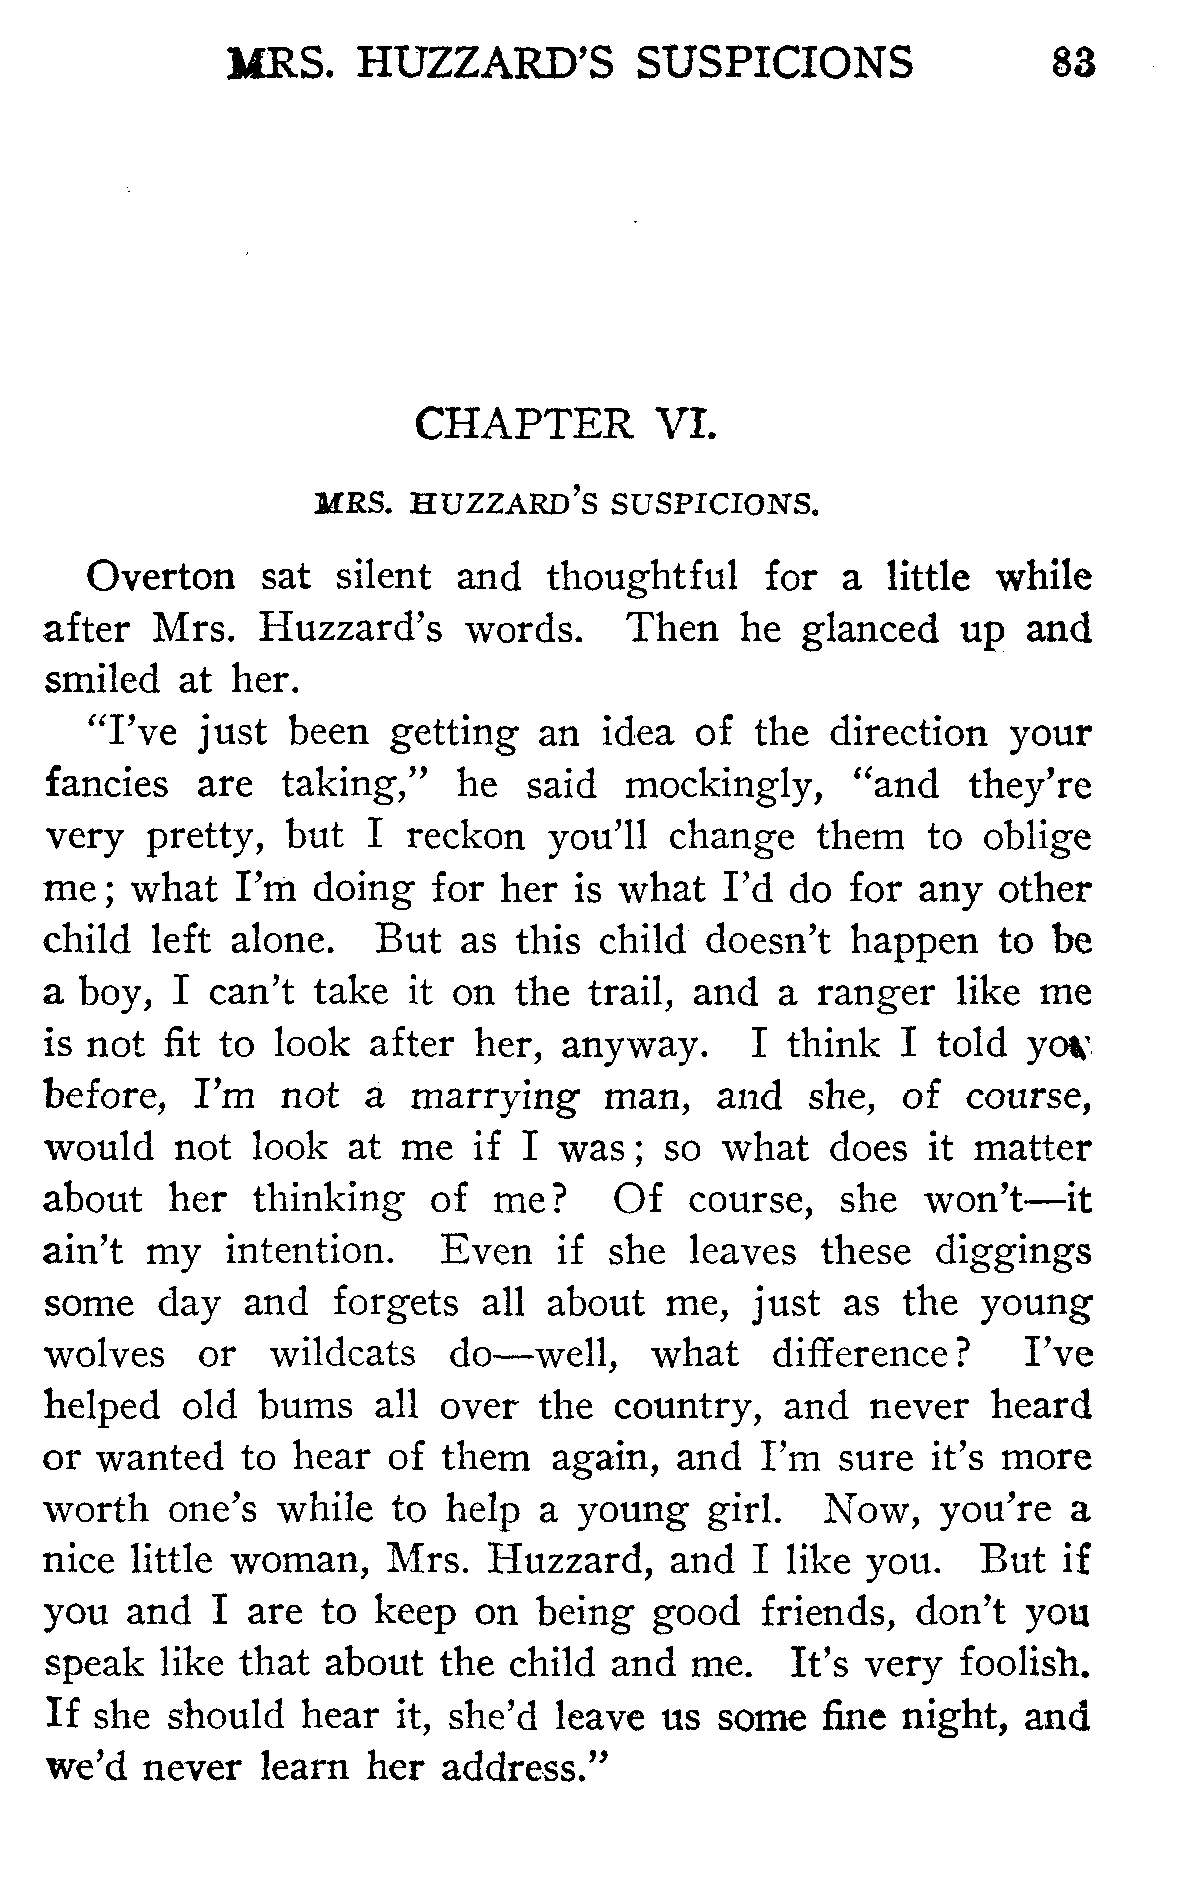 MRS. HUZZARD'S SUSPICIONS 83
CHAPTER VI.
MRS. HUZZARD'S SUSPICIONS.
Overton sat silent and thoughtful for a little while
after Mrs. Huzzard's words. Then he glanced up and
smiled at her.
"I've just been getting an idea of the direction your
fancies are taking," he said mockingly, "and they're
very pretty, but I reckon you'll change them to oblige
me; what I'm doing for her is what I'd do for any other
child left alone. But as this child doesn't happen to be
a boy, I can't take it on the trail, and a ranger like me
is not fit to look after her, anyway. I think I told you
before, I'm not a marrying man, and she, of course,
would not look at me if I was; so what does it matter
about her thinking of me? Of course, she won't—it
ain't my intention. Even if she leaves these diggings
some day and forgets all about me, just as the young
wolves or wildcats do—well, what difference? I've
helped old bums all over the country, and never heard
or wanted to hear of them again, and I'm sure it's more
worth one's while to help a young girl. Now, you're a
nice little woman, Mrs. Huzzard, and I like you. But if
you and I are to keep on being good friends, don't you
speak like that about the child and me. It's very foolish.
If she should hear it, she'd leave us some fine night, and
we'd never learn her address."